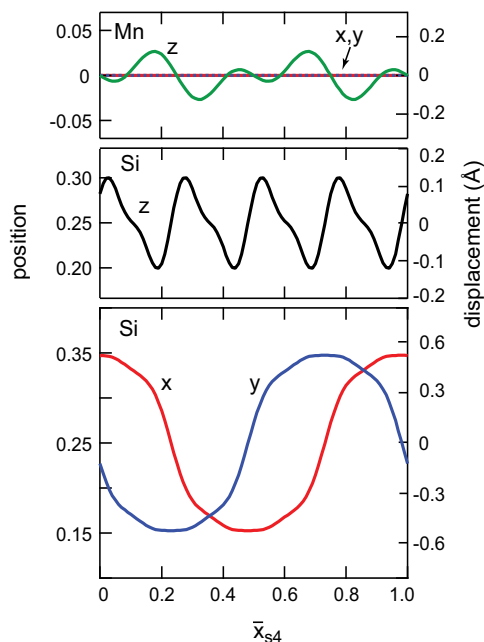 Mn
z
x,y
0.05
0
-0.05
0.1
0
-0.1
Si
z
0.30
0.25
0.20
0.2
0.1
0
-0.1
-0.2
position
displacement (Å)
Si
x
y
0.35
0.25
0.15
0.6
0.3
0
-0.3
-0.6
0 0.2 0.4 0.6 0.8 1.0
x̄s4